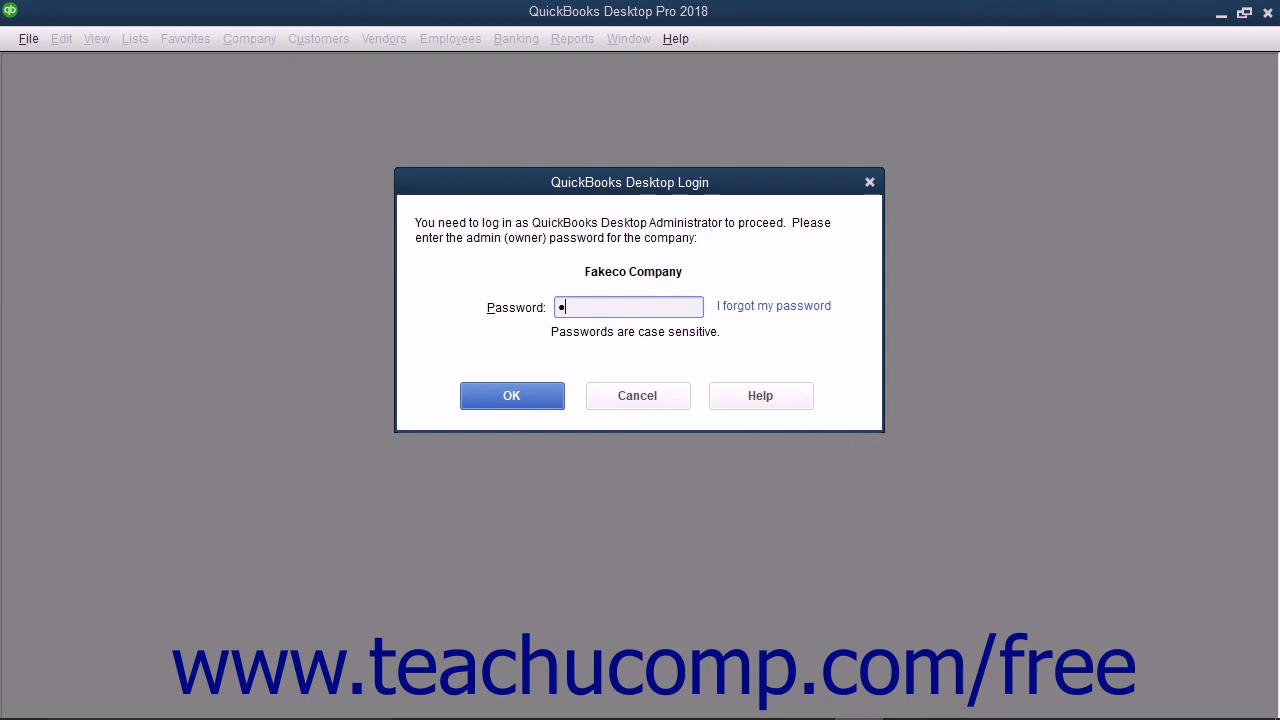 qb
QuickBooks Desktop Pro 2018
File Edit View Lists Favorites Company Customers Vendors Employees Banking Reports Window Help
QuickBooks Desktop Login
You need to log in as QuickBooks Desktop Administrator to proceed. Please
enter the admin (owner) password for the company:
Fakeco Company
Password: I forgot my password
Passwords are case sensitive.
OK Cancel Help
www.teachucomp.com/free